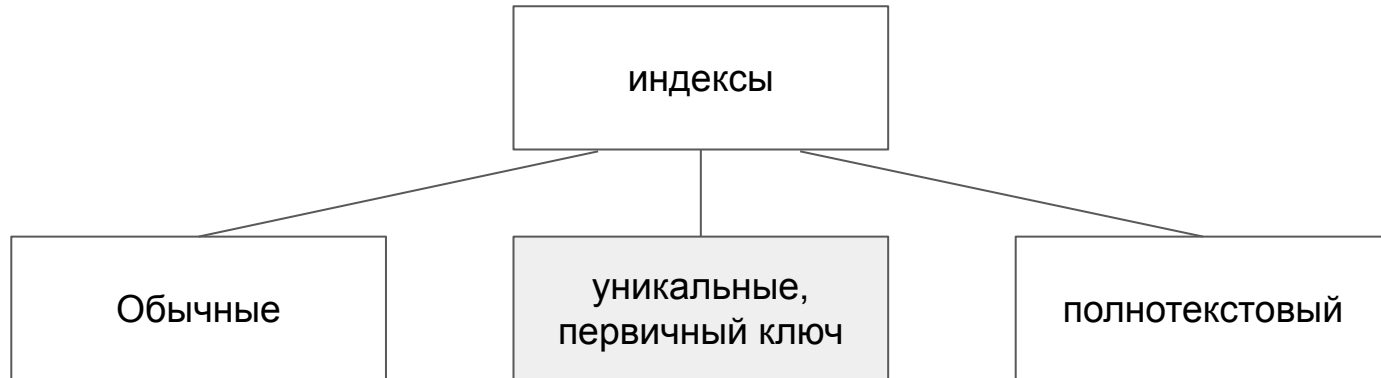 индексы
Обычные
уникальные,
первичный ключ
полнотекстовый